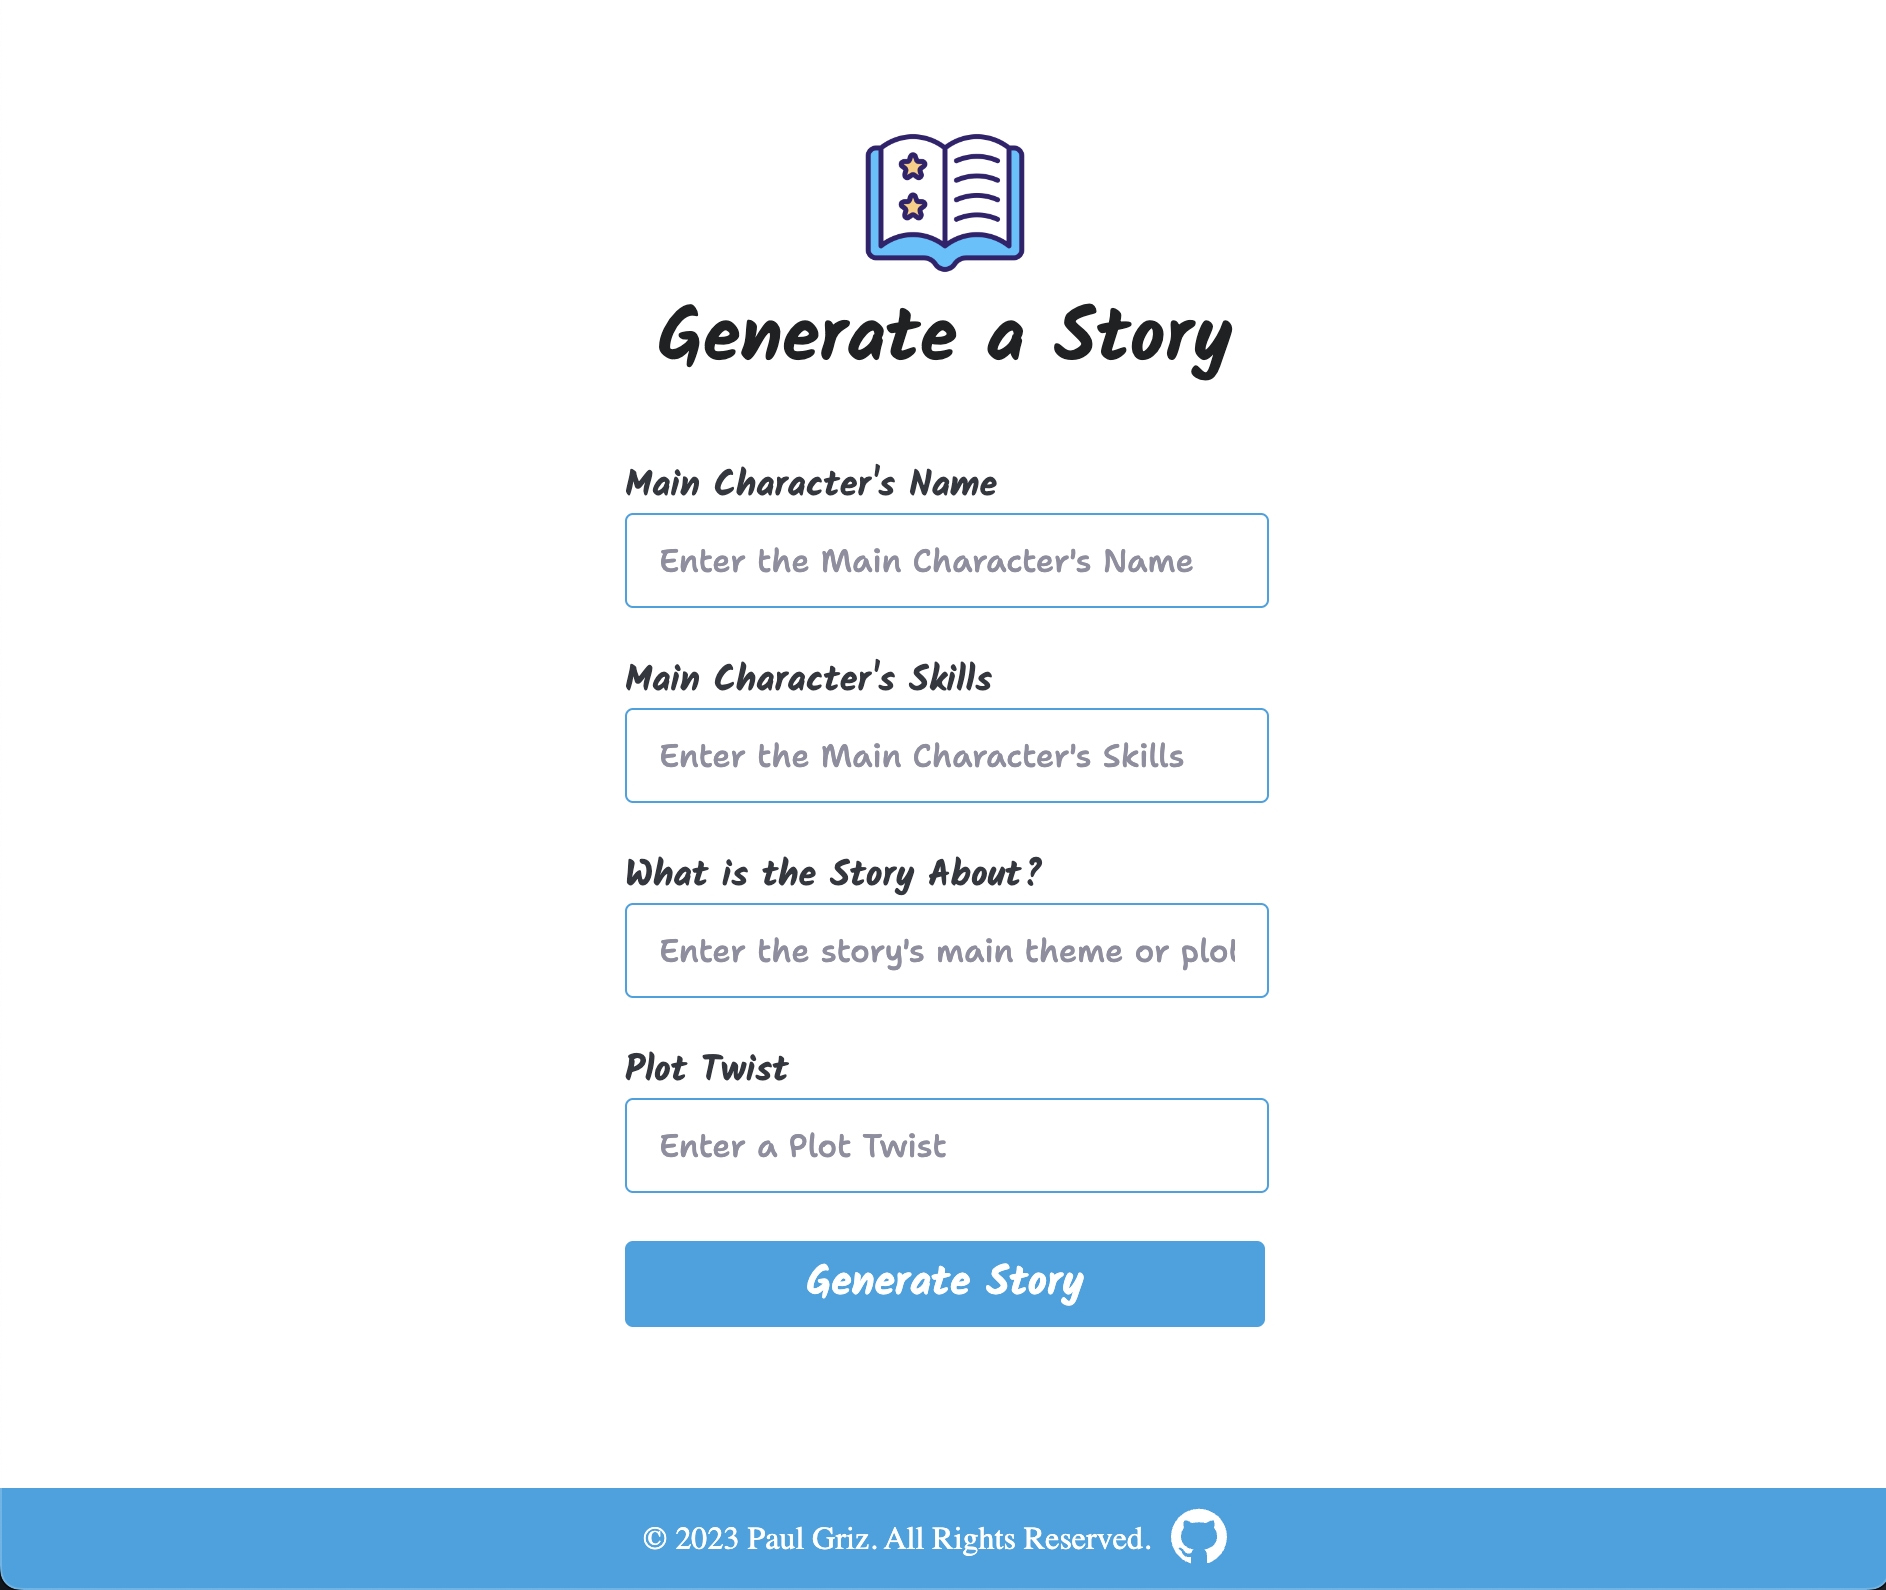 Generate a Story
Main Character's Name
Enter the Main Character's Name
Main Character's Skills
Enter the Main Character's Skills
What is the Story About?
Enter the story's main theme or plot
Plot Twist
Enter a Plot Twist
Generate Story
© 2023 Paul Griz. All Rights Reserved.